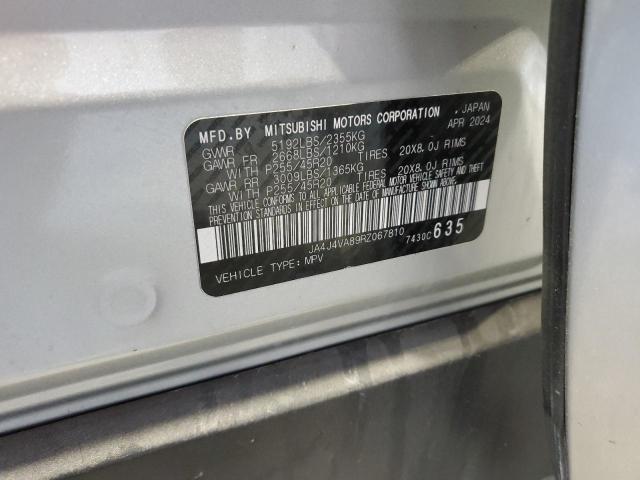 MFD.BY MITSUBISHI MOTORS CORPORATION . JAPAN
APR 2024
GVWR 5192LBS/2355KG
GAWR FR 2668LBS/1210KG
WITH P255/45R20 TIRES 20X8.0J RIMS
GAWR RR 3009LBS/1365KG
WITH P255/45R20 TIRES 20X8.0J RIMS
THIS VEHICLE CONFORMS TO ALL APPLICABLE FEDERAL MOTOR VEHICLE SAFETY AND THEFT
PREVENTION STANDARDS IN EFFECT ON THE DATE OF MANUFACTURE SHOWN ABOVE.
JA4J4VA89RZ067810 7430C 635
VEHICLE TYPE: MPV